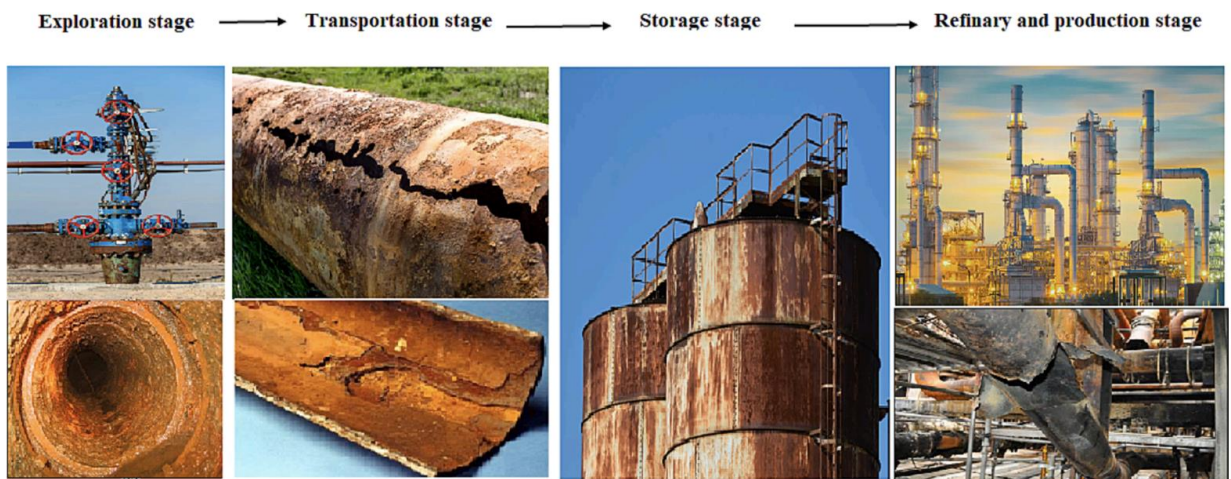 Exploration stage
Transportation stage
Storage stage
Refinary and production stage